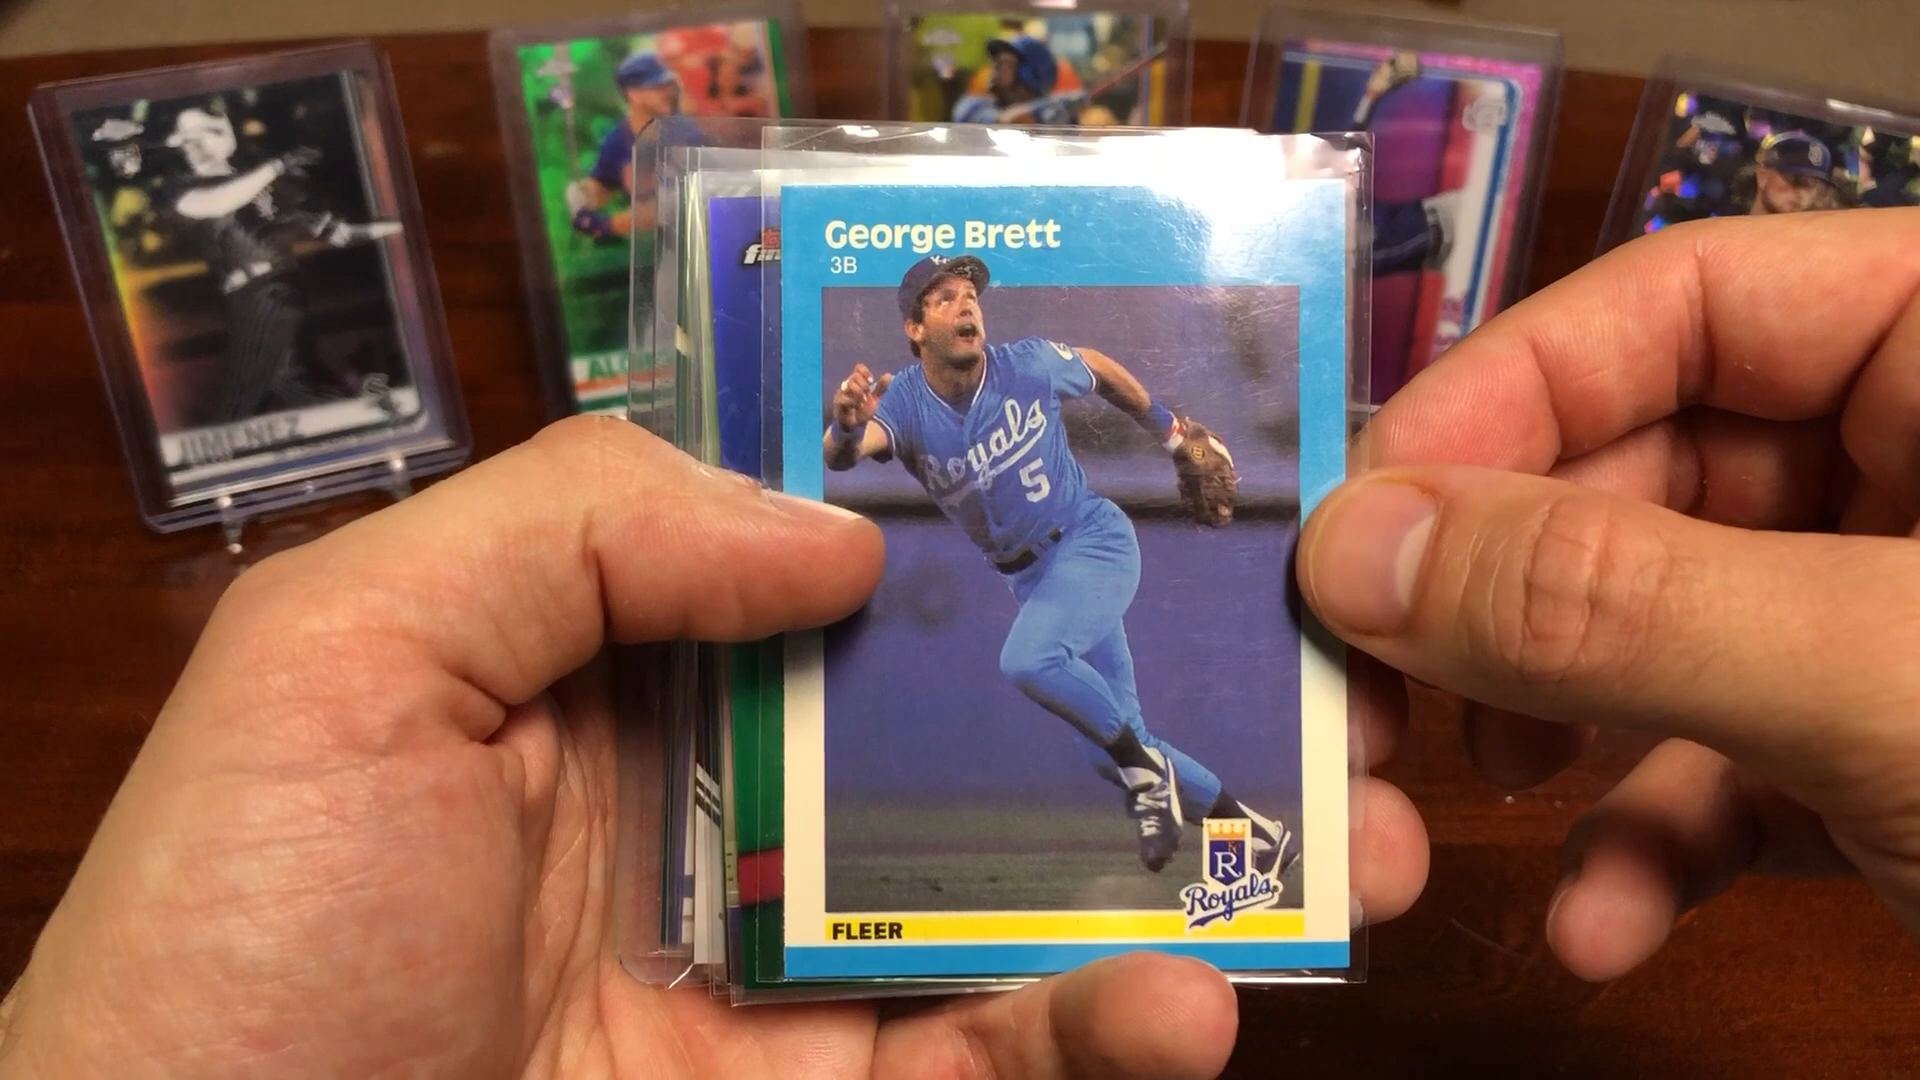 George Brett
3B
Royals
5
R
Royals
FLEER
JIMENEZ